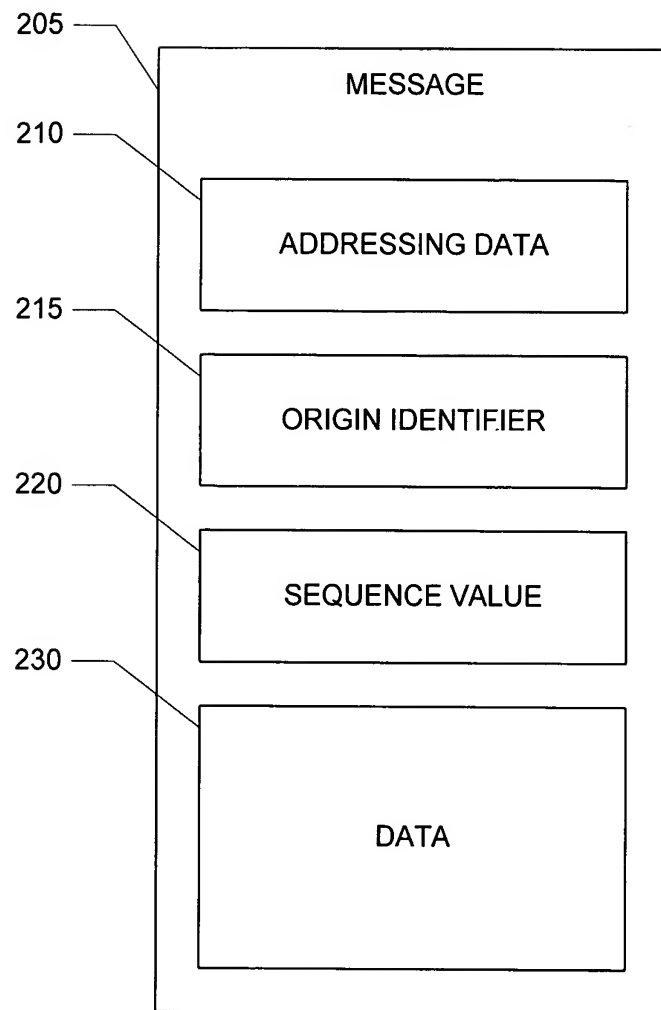 205
MESSAGE
210
ADDRESSING DATA
215
ORIGIN IDENTIFIER
220
SEQUENCE VALUE
230
DATA